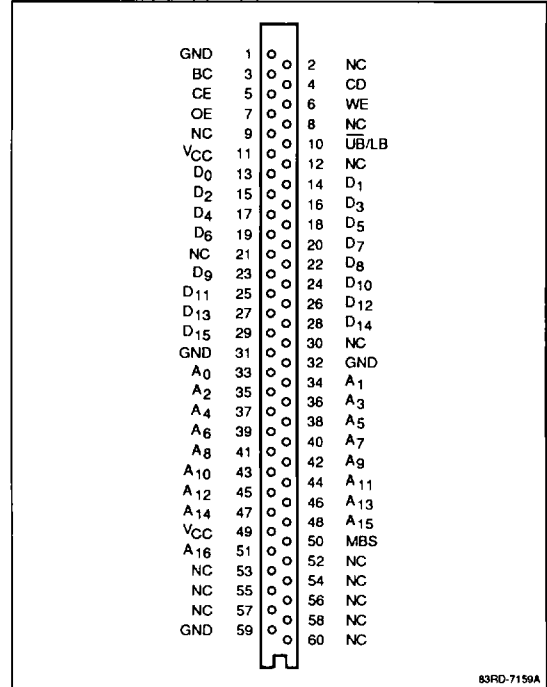 GND 1
2 NC
BC 3
4 CD
CE 5
6 WE
OE 7
8 NC
NC 9
10 U̅B̅/LB
VCC 11
12 NC
D0 13
14 D1
D2 15
16 D3
D4 17
18 D5
D6 19
20 D7
NC 21
22 D8
D9 23
24 D10
D11 25
26 D12
D13 27
28 D14
D15 29
30 NC
GND 31
32 GND
A0 33
34 A1
A2 35
36 A3
A4 37
38 A5
A6 39
40 A7
A8 41
42 A9
A10 43
44 A11
A12 45
46 A13
A14 47
48 A15
VCC 49
50 MBS
A16 51
52 NC
NC 53
54 NC
NC 55
56 NC
NC 57
58 NC
GND 59
60 NC
83RD-7159A